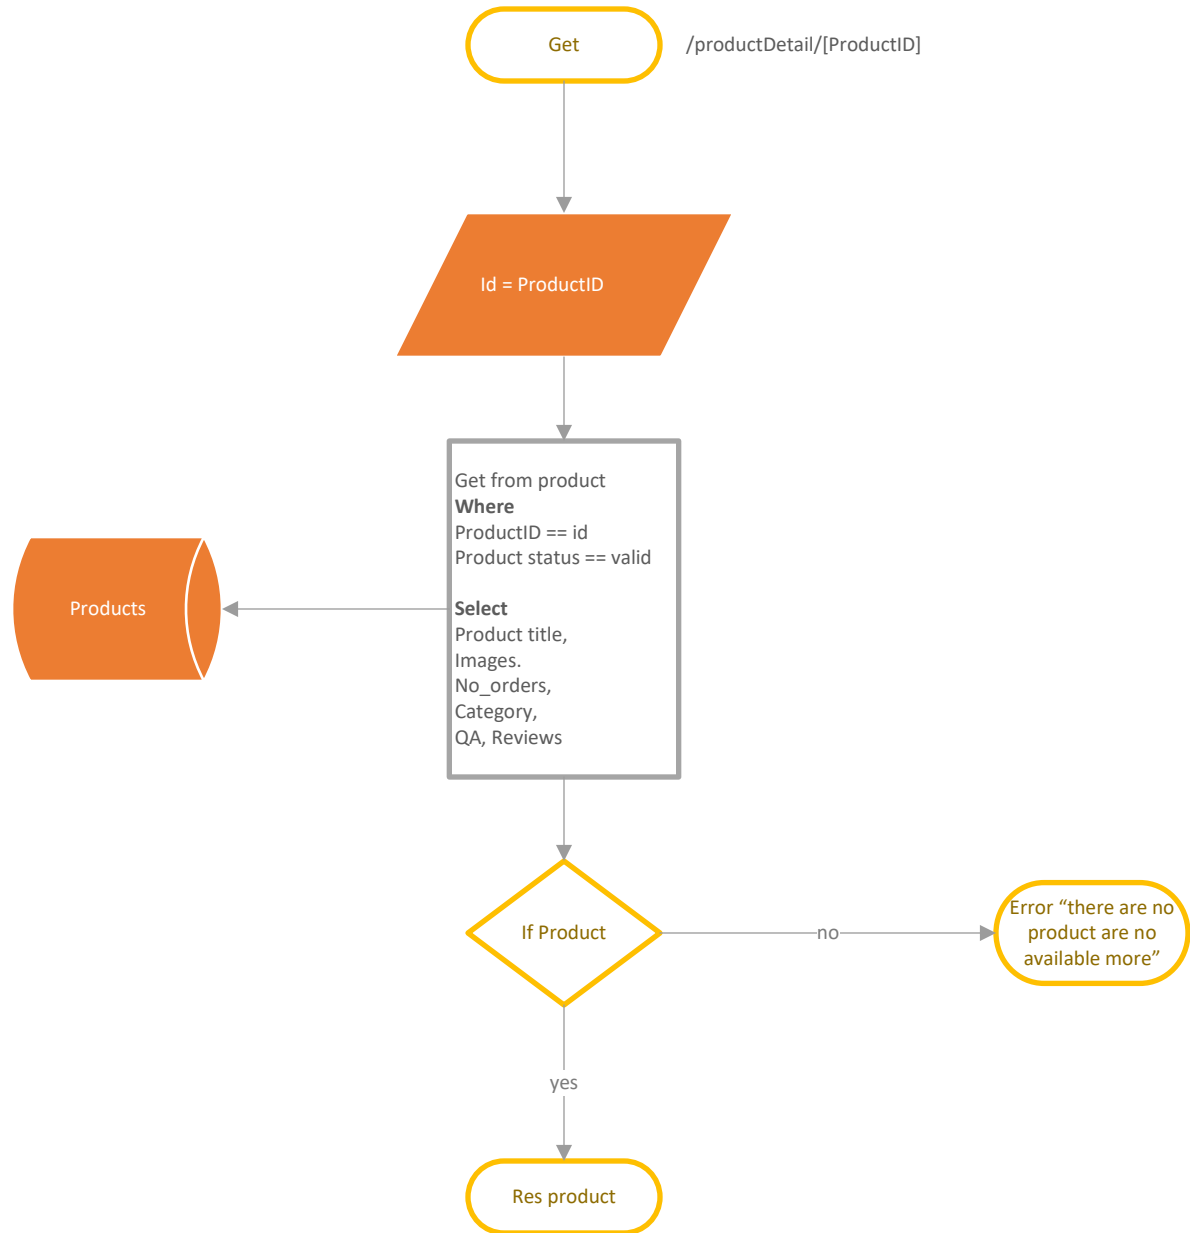 Get
/productDetail/[ProductID]
Id = ProductID
Get from product
Where
ProductID == id
Product status == valid
Select
Product title,
Images.
No_orders,
Category,
QA, Reviews
Products
If Product
no
Error “there are no
product are no
available more”
yes
Res product